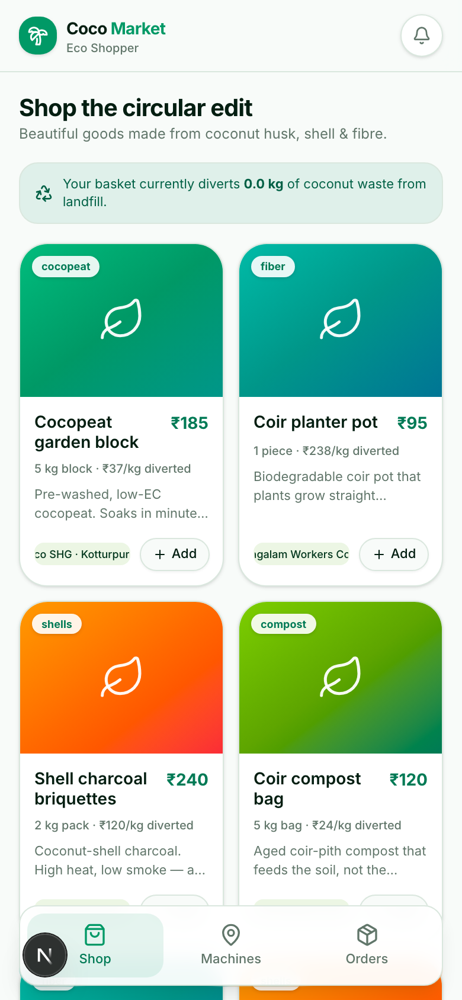 Coco Market
Eco Shopper
Shop the circular edit
Beautiful goods made from coconut husk, shell & fibre.
Your basket currently diverts 0.0 kg of coconut waste from
landfill.
cocopeat
Cocopeat
garden block
₹185
5 kg block · ₹37/kg diverted
Pre-washed, low-EC
cocopeat. Soaks in minute...
co SHG · Kotturpur
+ Add
fiber
Coir planter pot
₹95
1 piece · ₹238/kg diverted
Biodegradable coir pot that
plants grow straight...
ngalam Workers Co
+ Add
shells
Shell charcoal
briquettes
₹240
2 kg pack · ₹120/kg diverted
Coconut-shell charcoal.
High heat, low smoke — a...
compost
Coir compost
bag
₹120
5 kg bag · ₹24/kg diverted
Aged coir-pith compost that
feeds the soil, not the...
N
Shop
Machines
Orders